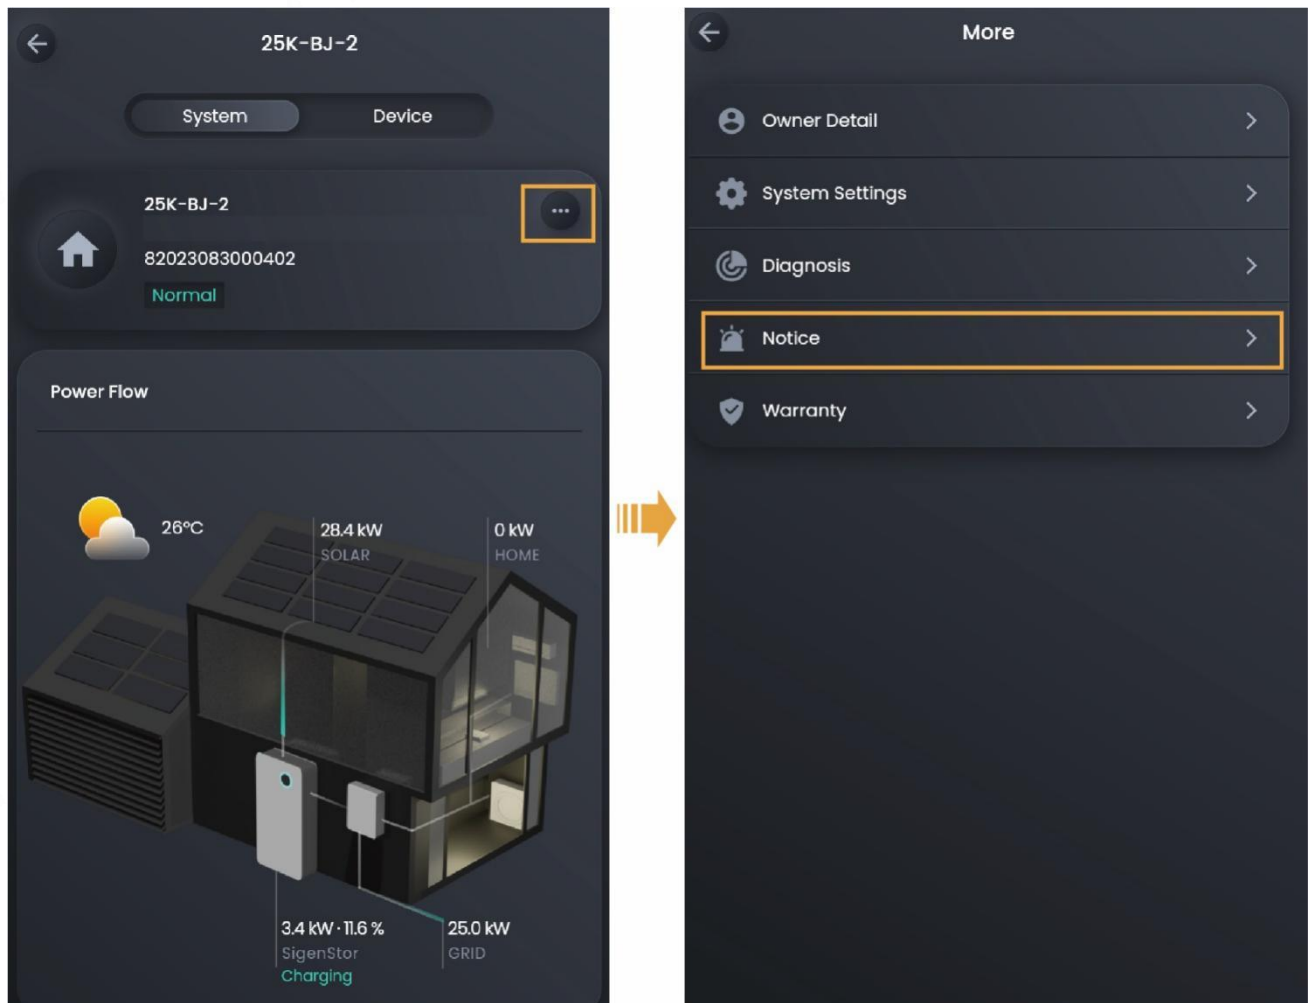 25K-BJ-2
System
Device
25K-BJ-2
82023083000402
Normal
Power Flow
26°C
28.4 kW
SOLAR
0 kW
HOME
3.4 kW · 11.6 %
SigenStor
Charging
25.0 kW
GRID
More
Owner Detail
System Settings
Diagnosis
Notice
Warranty